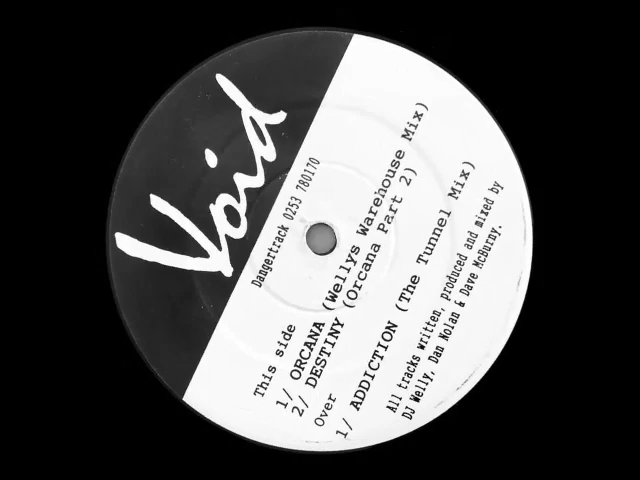 Void
Dangertrack 0253 780170
This side
1/ ORCANA (Wellys Warehouse Mix)
2/ DESTINY (Orcana Part 2)
Over
1/ ADDICTION (The Tunnel Mix)
All tracks written, produced and mixed by
DJ Welly, Dan Nolan & Dave McBurny.